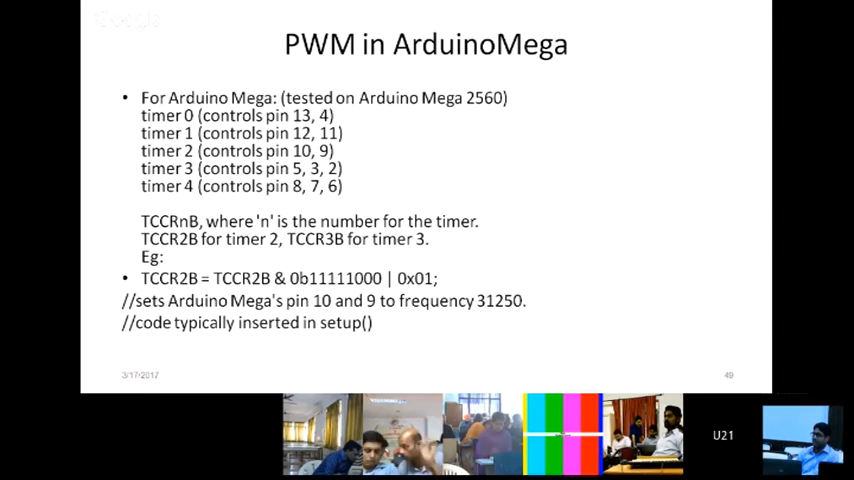 Google
PWM in ArduinoMega
• For Arduino Mega: (tested on Arduino Mega 2560)
timer 0 (controls pin 13, 4)
timer 1 (controls pin 12, 11)
timer 2 (controls pin 10, 9)
timer 3 (controls pin 5, 3, 2)
timer 4 (controls pin 8, 7, 6)
TCCRnB, where 'n' is the number for the timer.
TCCR2B for timer 2, TCCR3B for timer 3.
Eg:
• TCCR2B = TCCR2B & 0b11111000 | 0x01;
//sets Arduino Mega's pin 10 and 9 to frequency 31250.
//code typically inserted in setup()
3/17/2017
49
U21